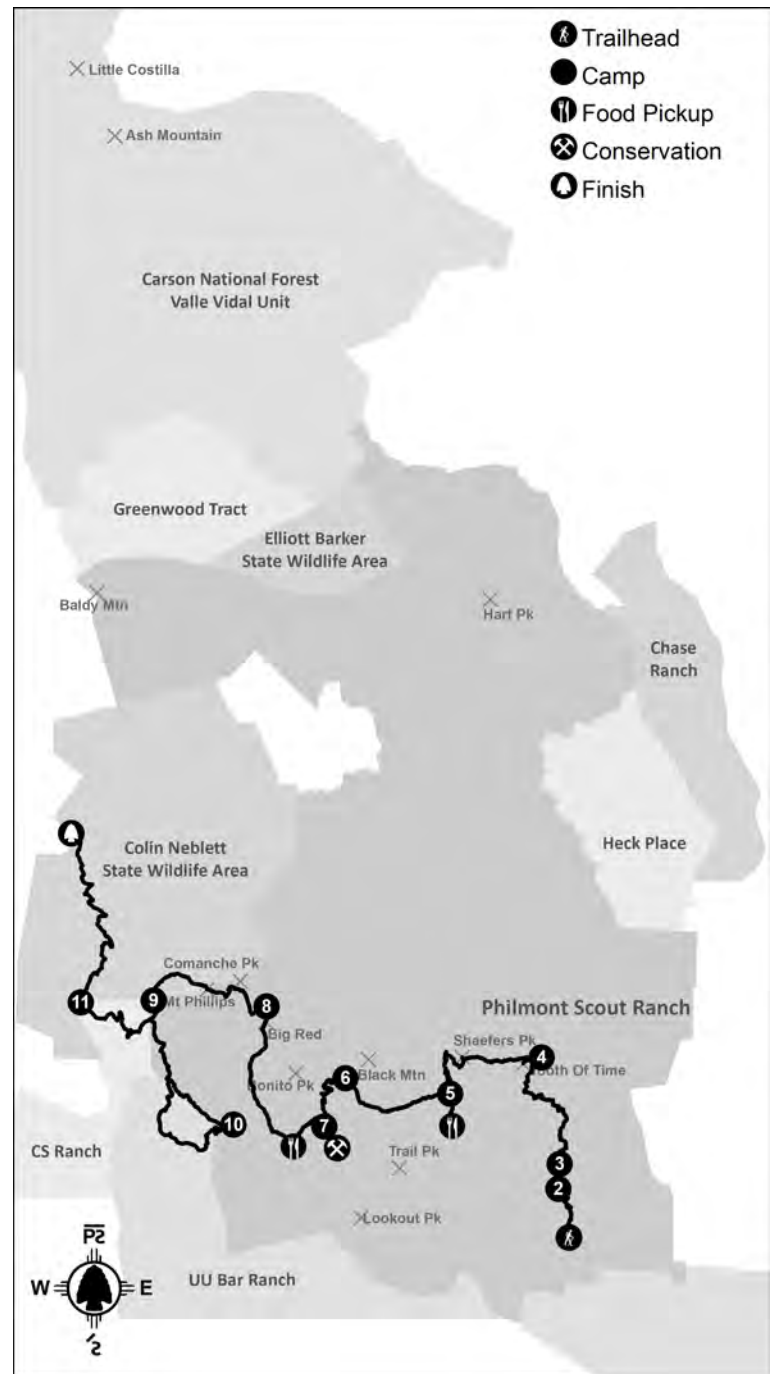 Trailhead
Camp
Food Pickup
Conservation
Finish
Little Costilla
Ash Mountain
Carson National Forest
Valle Vidal Unit
Greenwood Tract
Elliott Barker
State Wildlife Area
Baldy Mtn
Hart Pk
Chase
Ranch
Heck Place
Colin Neblett
State Wildlife Area
Comanche Pk
11
9
Mt Phillips
8
Philmont Scout Ranch
Big Red
Shaefers Pk
4
Tooth Of Time
Bonito Pk
6
Black Mtn
5
10
7
CS Ranch
Trail Pk
3
2
Lookout Pk
UU Bar Ranch
W
E